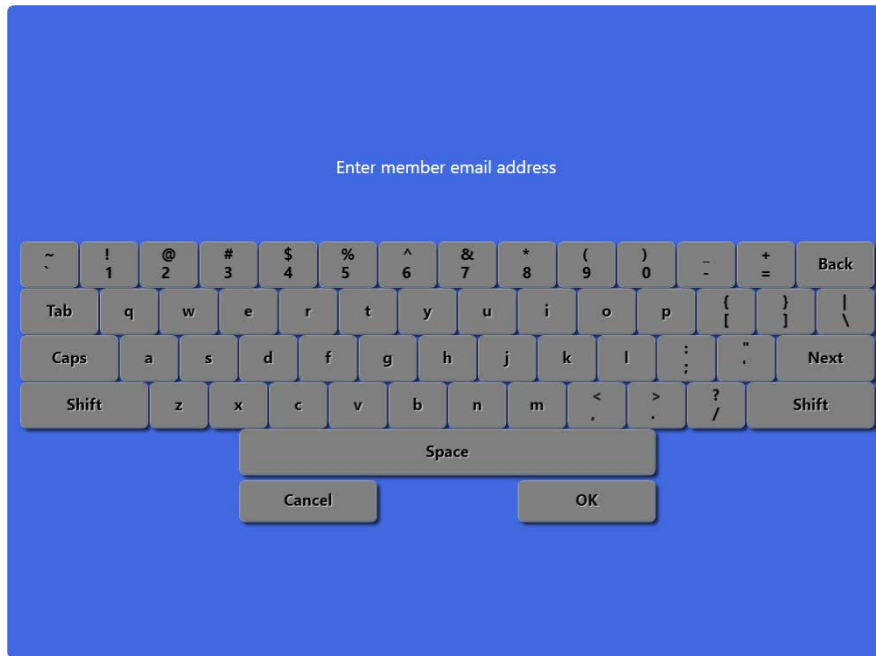 Enter member email address
~ ! @ # $ % ^ & * ( ) _ +
` 1 2 3 4 5 6 7 8 9 0 - = Back
Tab q w e r t y u i o p { } |
[ ] \
Caps a s d f g h j k l : " Next
; '
Shift z x c v b n m < > ? Shift
, . /
Space
Cancel OK